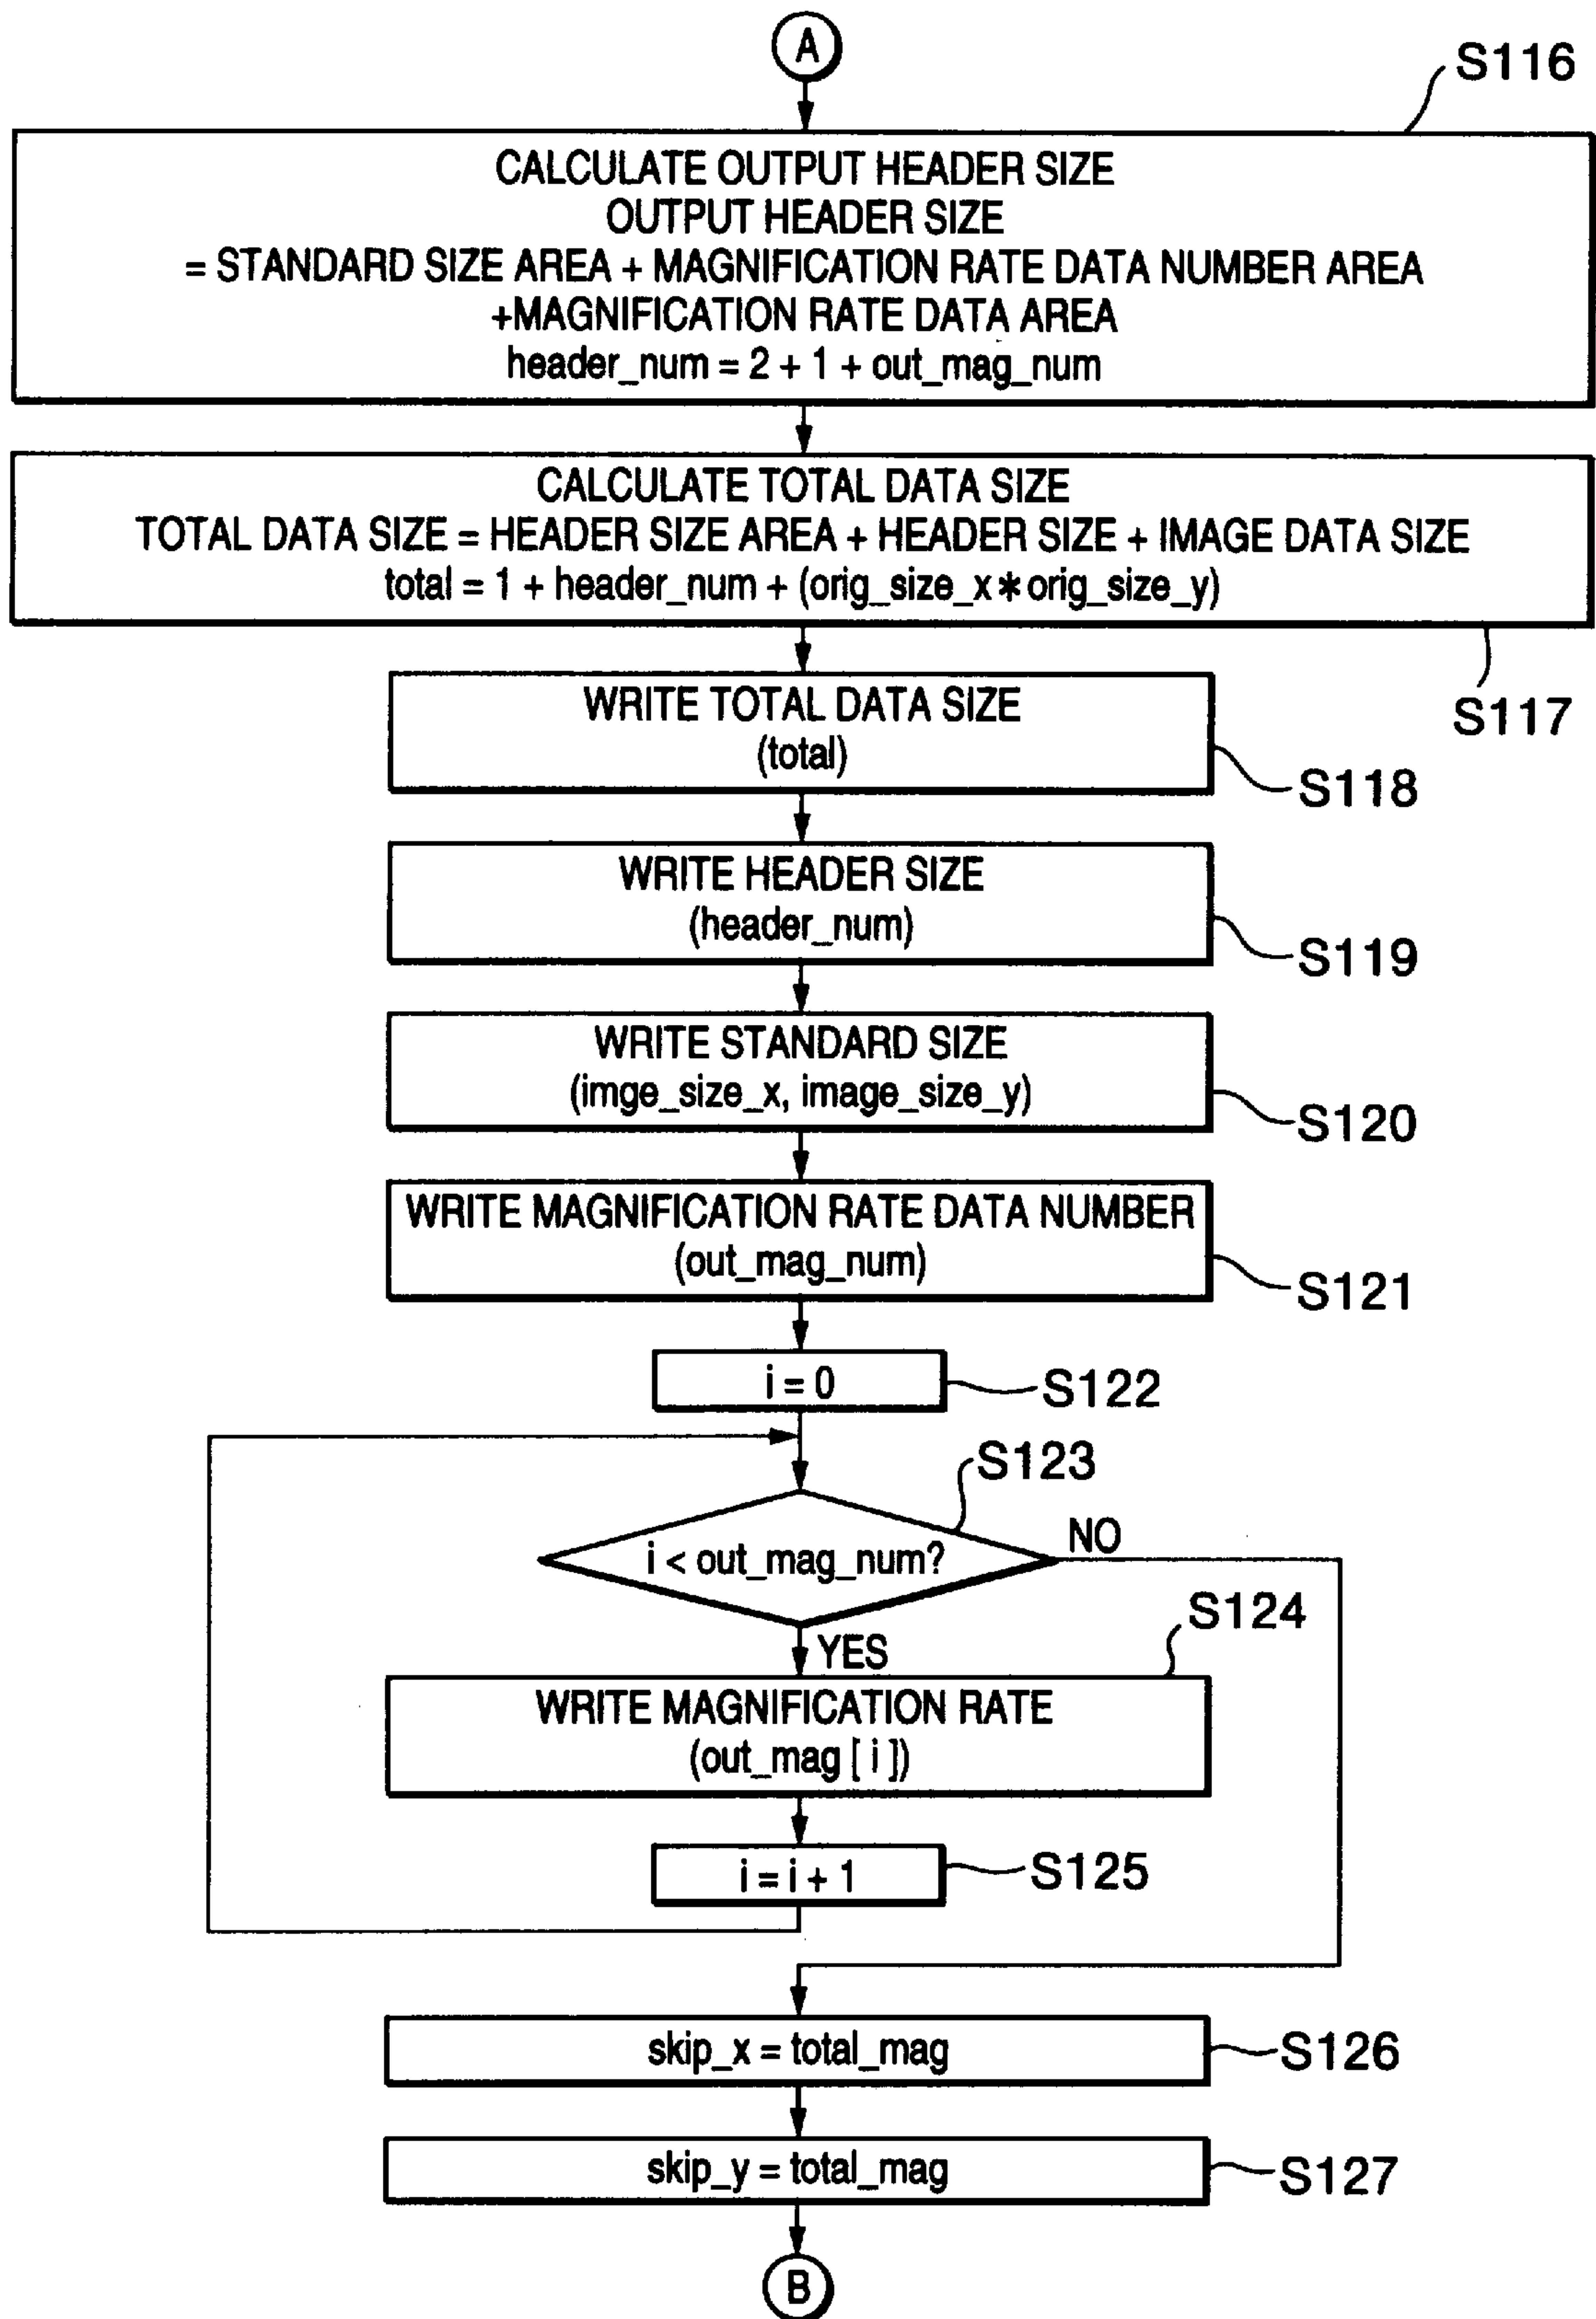 A
S116
CALCULATE OUTPUT HEADER SIZE
OUTPUT HEADER SIZE
= STANDARD SIZE AREA + MAGNIFICATION RATE DATA NUMBER AREA
+MAGNIFICATION RATE DATA AREA
header_num = 2 + 1 + out_mag_num
CALCULATE TOTAL DATA SIZE
TOTAL DATA SIZE = HEADER SIZE AREA + HEADER SIZE + IMAGE DATA SIZE
total = 1 + header_num + (orig_size_x*orig_size_y)
S117
WRITE TOTAL DATA SIZE
(total)
S118
WRITE HEADER SIZE
(header_num)
S119
WRITE STANDARD SIZE
(imge_size_x, image_size_y)
S120
WRITE MAGNIFICATION RATE DATA NUMBER
(out_mag_num)
S121
i = 0
S122
S123
i < out_mag_num?
NO
YES
S124
WRITE MAGNIFICATION RATE
(out_mag [ i ])
i = i + 1
S125
skip_x = total_mag
S126
skip_y = total_mag
S127
B